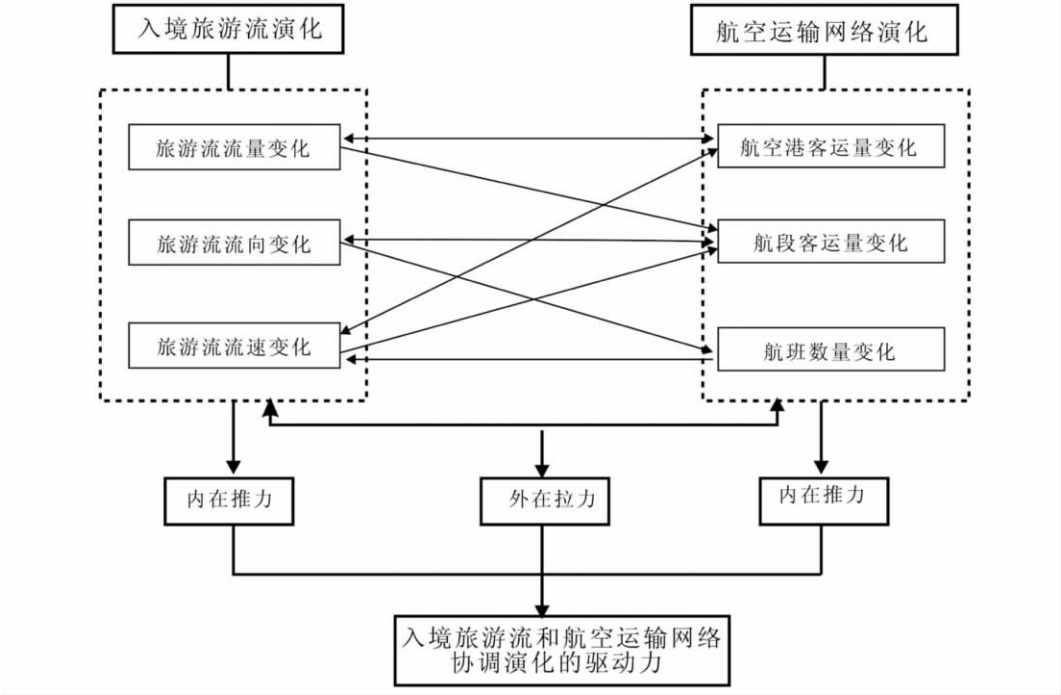 入境旅游流演化
航空运输网络演化
旅游流流量变化
航空港客运量变化
旅游流流向变化
航段客运量变化
旅游流流速变化
航班数量变化
内在推力
外在拉力
内在推力
入境旅游流和航空运输网络
协调演化的驱动力